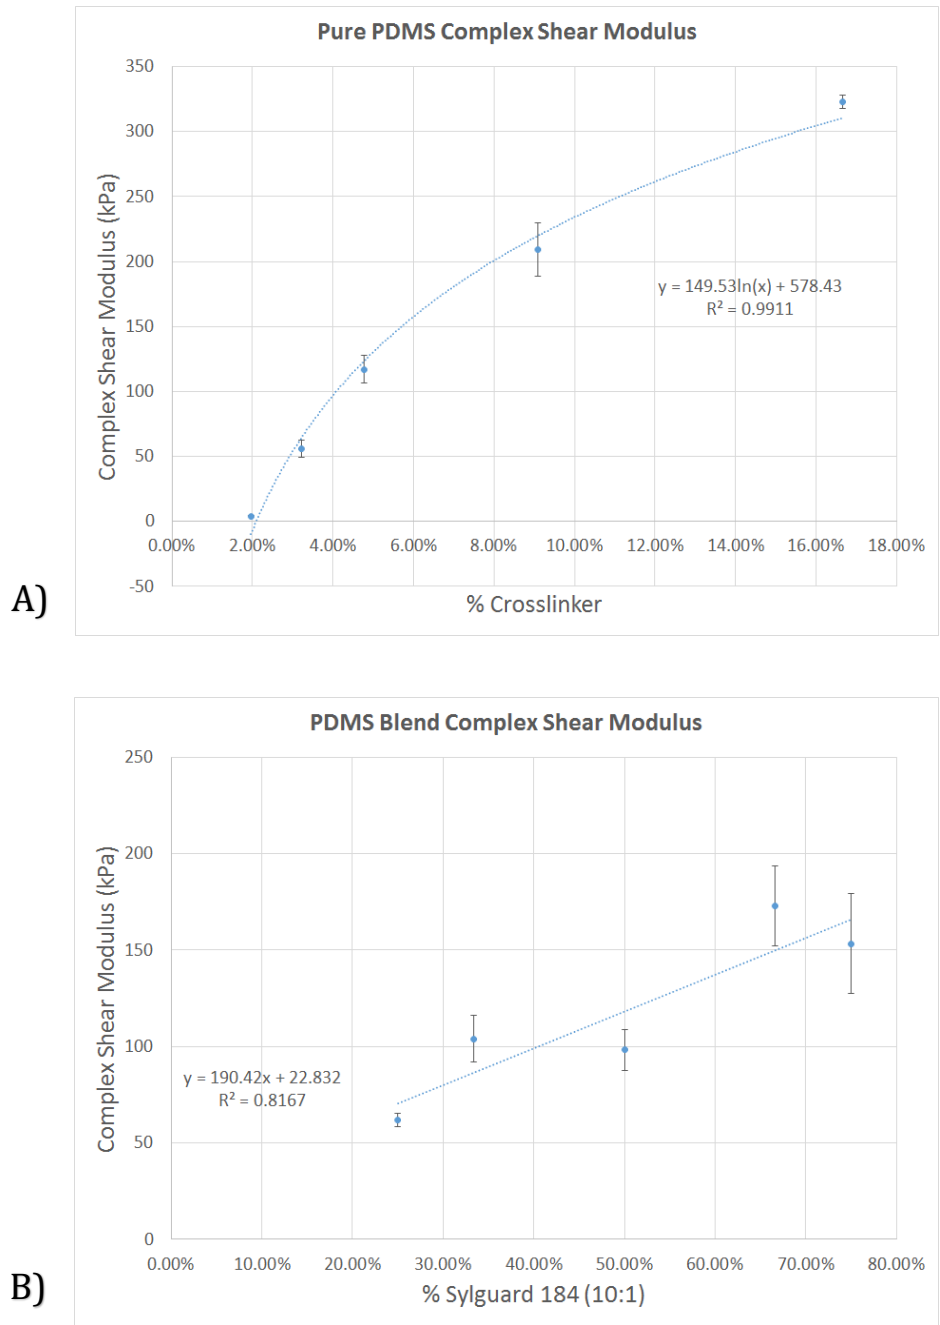 Pure PDMS Complex Shear Modulus
350
300
250
200
150
100
50
0
-50
Complex Shear Modulus (kPa)
y = 149.53ln(x) + 578.43
R² = 0.9911
0.00% 2.00% 4.00% 6.00% 8.00% 10.00% 12.00% 14.00% 16.00% 18.00%
% Crosslinker
A)
PDMS Blend Complex Shear Modulus
250
200
150
100
50
0
Complex Shear Modulus (kPa)
y = 190.42x + 22.832
R² = 0.8167
0.00% 10.00% 20.00% 30.00% 40.00% 50.00% 60.00% 70.00% 80.00%
% Sylguard 184 (10:1)
B)